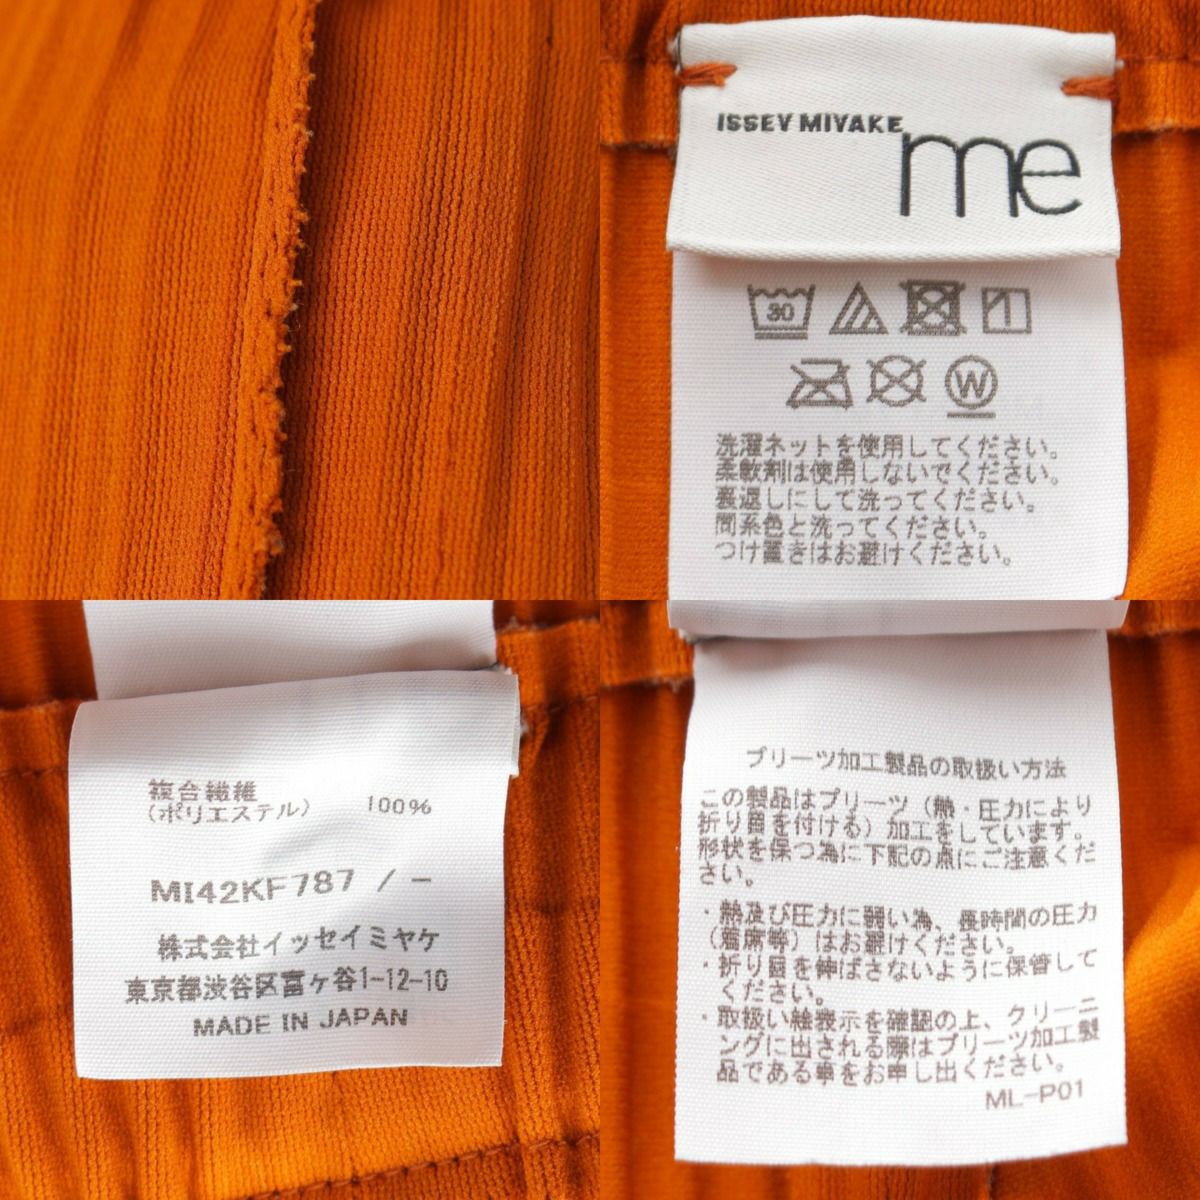 ISSEY MIYAKE
me
30
W
洗濯ネットを使用してください。
柔軟剤は使用しないでください。
裏返しにして洗ってください。
同系色と洗ってください。
つけ置きはお避けください。
複合繊維
(ポリエステル) 100%
MI42KF787 / −
株式会社イッセイミヤケ
東京都渋谷区富ヶ谷1-12-10
MADE IN JAPAN
プリーツ加工製品の取扱い方法
この製品はプリーツ（熱・圧力により
折り目を付ける）加工をしています。
形状を保つ為に下記の点にご注意くだ
さい。
・熱及び圧力に弱い為、長時間の圧力
（着席等）はお避けください。
・折り目を伸ばさないように保管して
ください。
・取扱い絵表示を確認の上、クリーニ
ングに出される際はプリーツ加工製
品である事をお申し出ください。
ML-P01